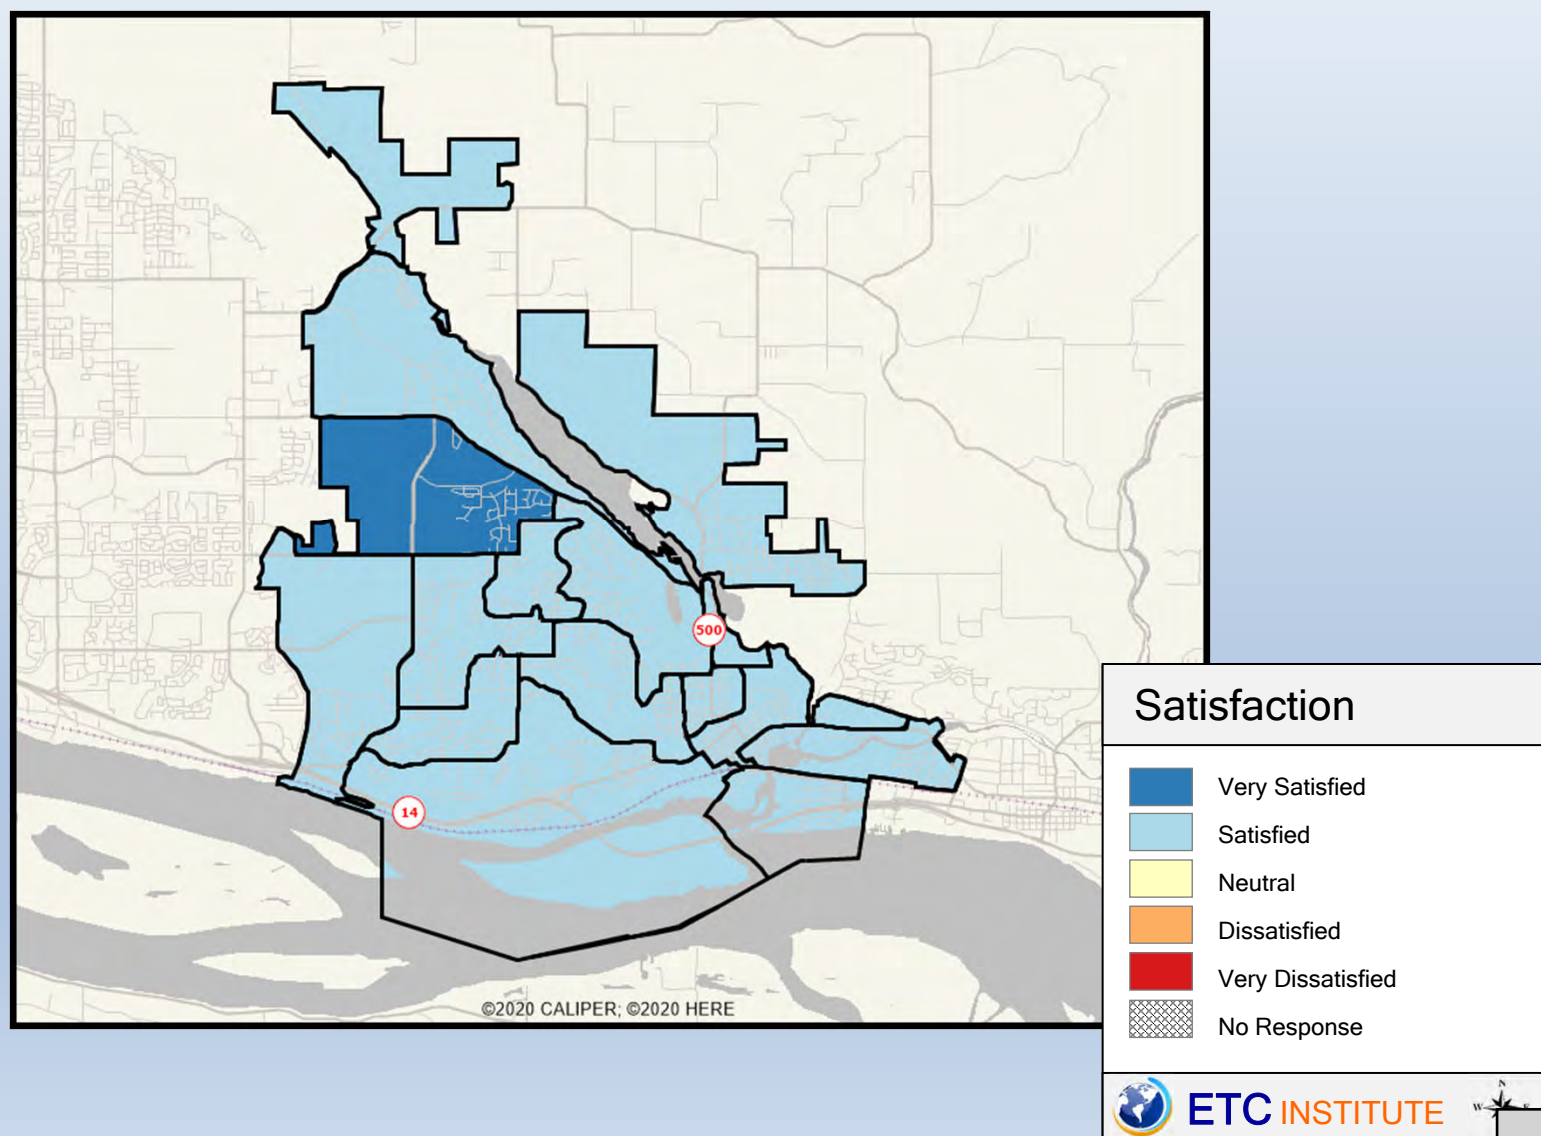 500
14
©2020 CALIPER; ©2020 HERE
Satisfaction
Very Satisfied
Satisfied
Neutral
Dissatisfied
Very Dissatisfied
No Response
ETC INSTITUTE
N
W
E